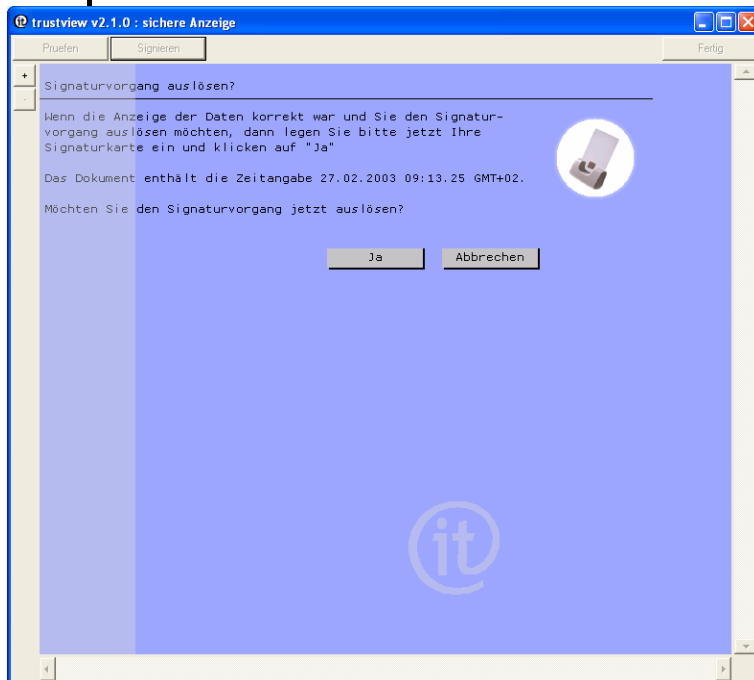 trustview v2.1.0 : sichere Anzeige
Pruefen Signieren Fertig
+
-
Signaturvorgang auslösen?
Wenn die Anzeige der Daten korrekt war und Sie den Signatur-
vorgang auslösen möchten, dann legen Sie bitte jetzt Ihre
Signaturkarte ein und klicken auf "Ja"
Das Dokument enthält die Zeitangabe 27.02.2003 09:13.25 GMT+02.
Möchten Sie den Signaturvorgang jetzt auslösen?
Ja Abbrechen
it